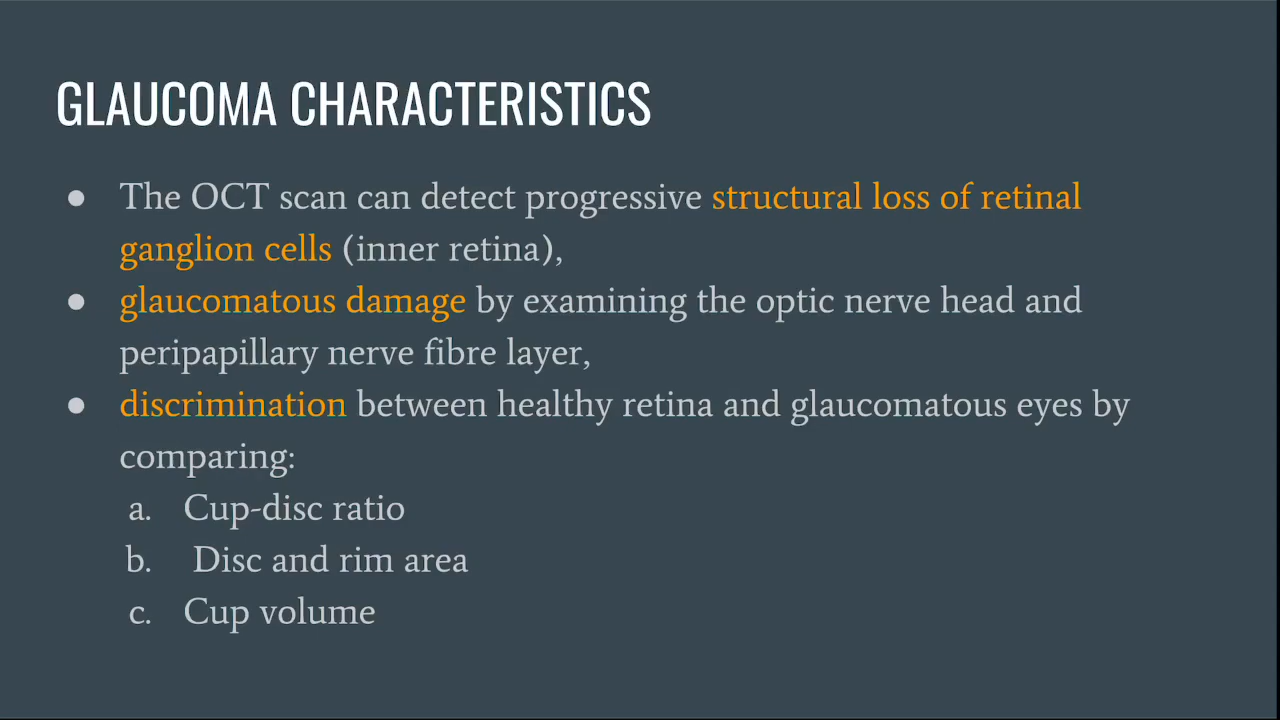 GLAUCOMA CHARACTERISTICS
● The OCT scan can detect progressive structural loss of retinal
ganglion cells (inner retina),
● glaucomatous damage by examining the optic nerve head and
peripapillary nerve fibre layer,
● discrimination between healthy retina and glaucomatous eyes by
comparing:
a. Cup-disc ratio
b. Disc and rim area
c. Cup volume